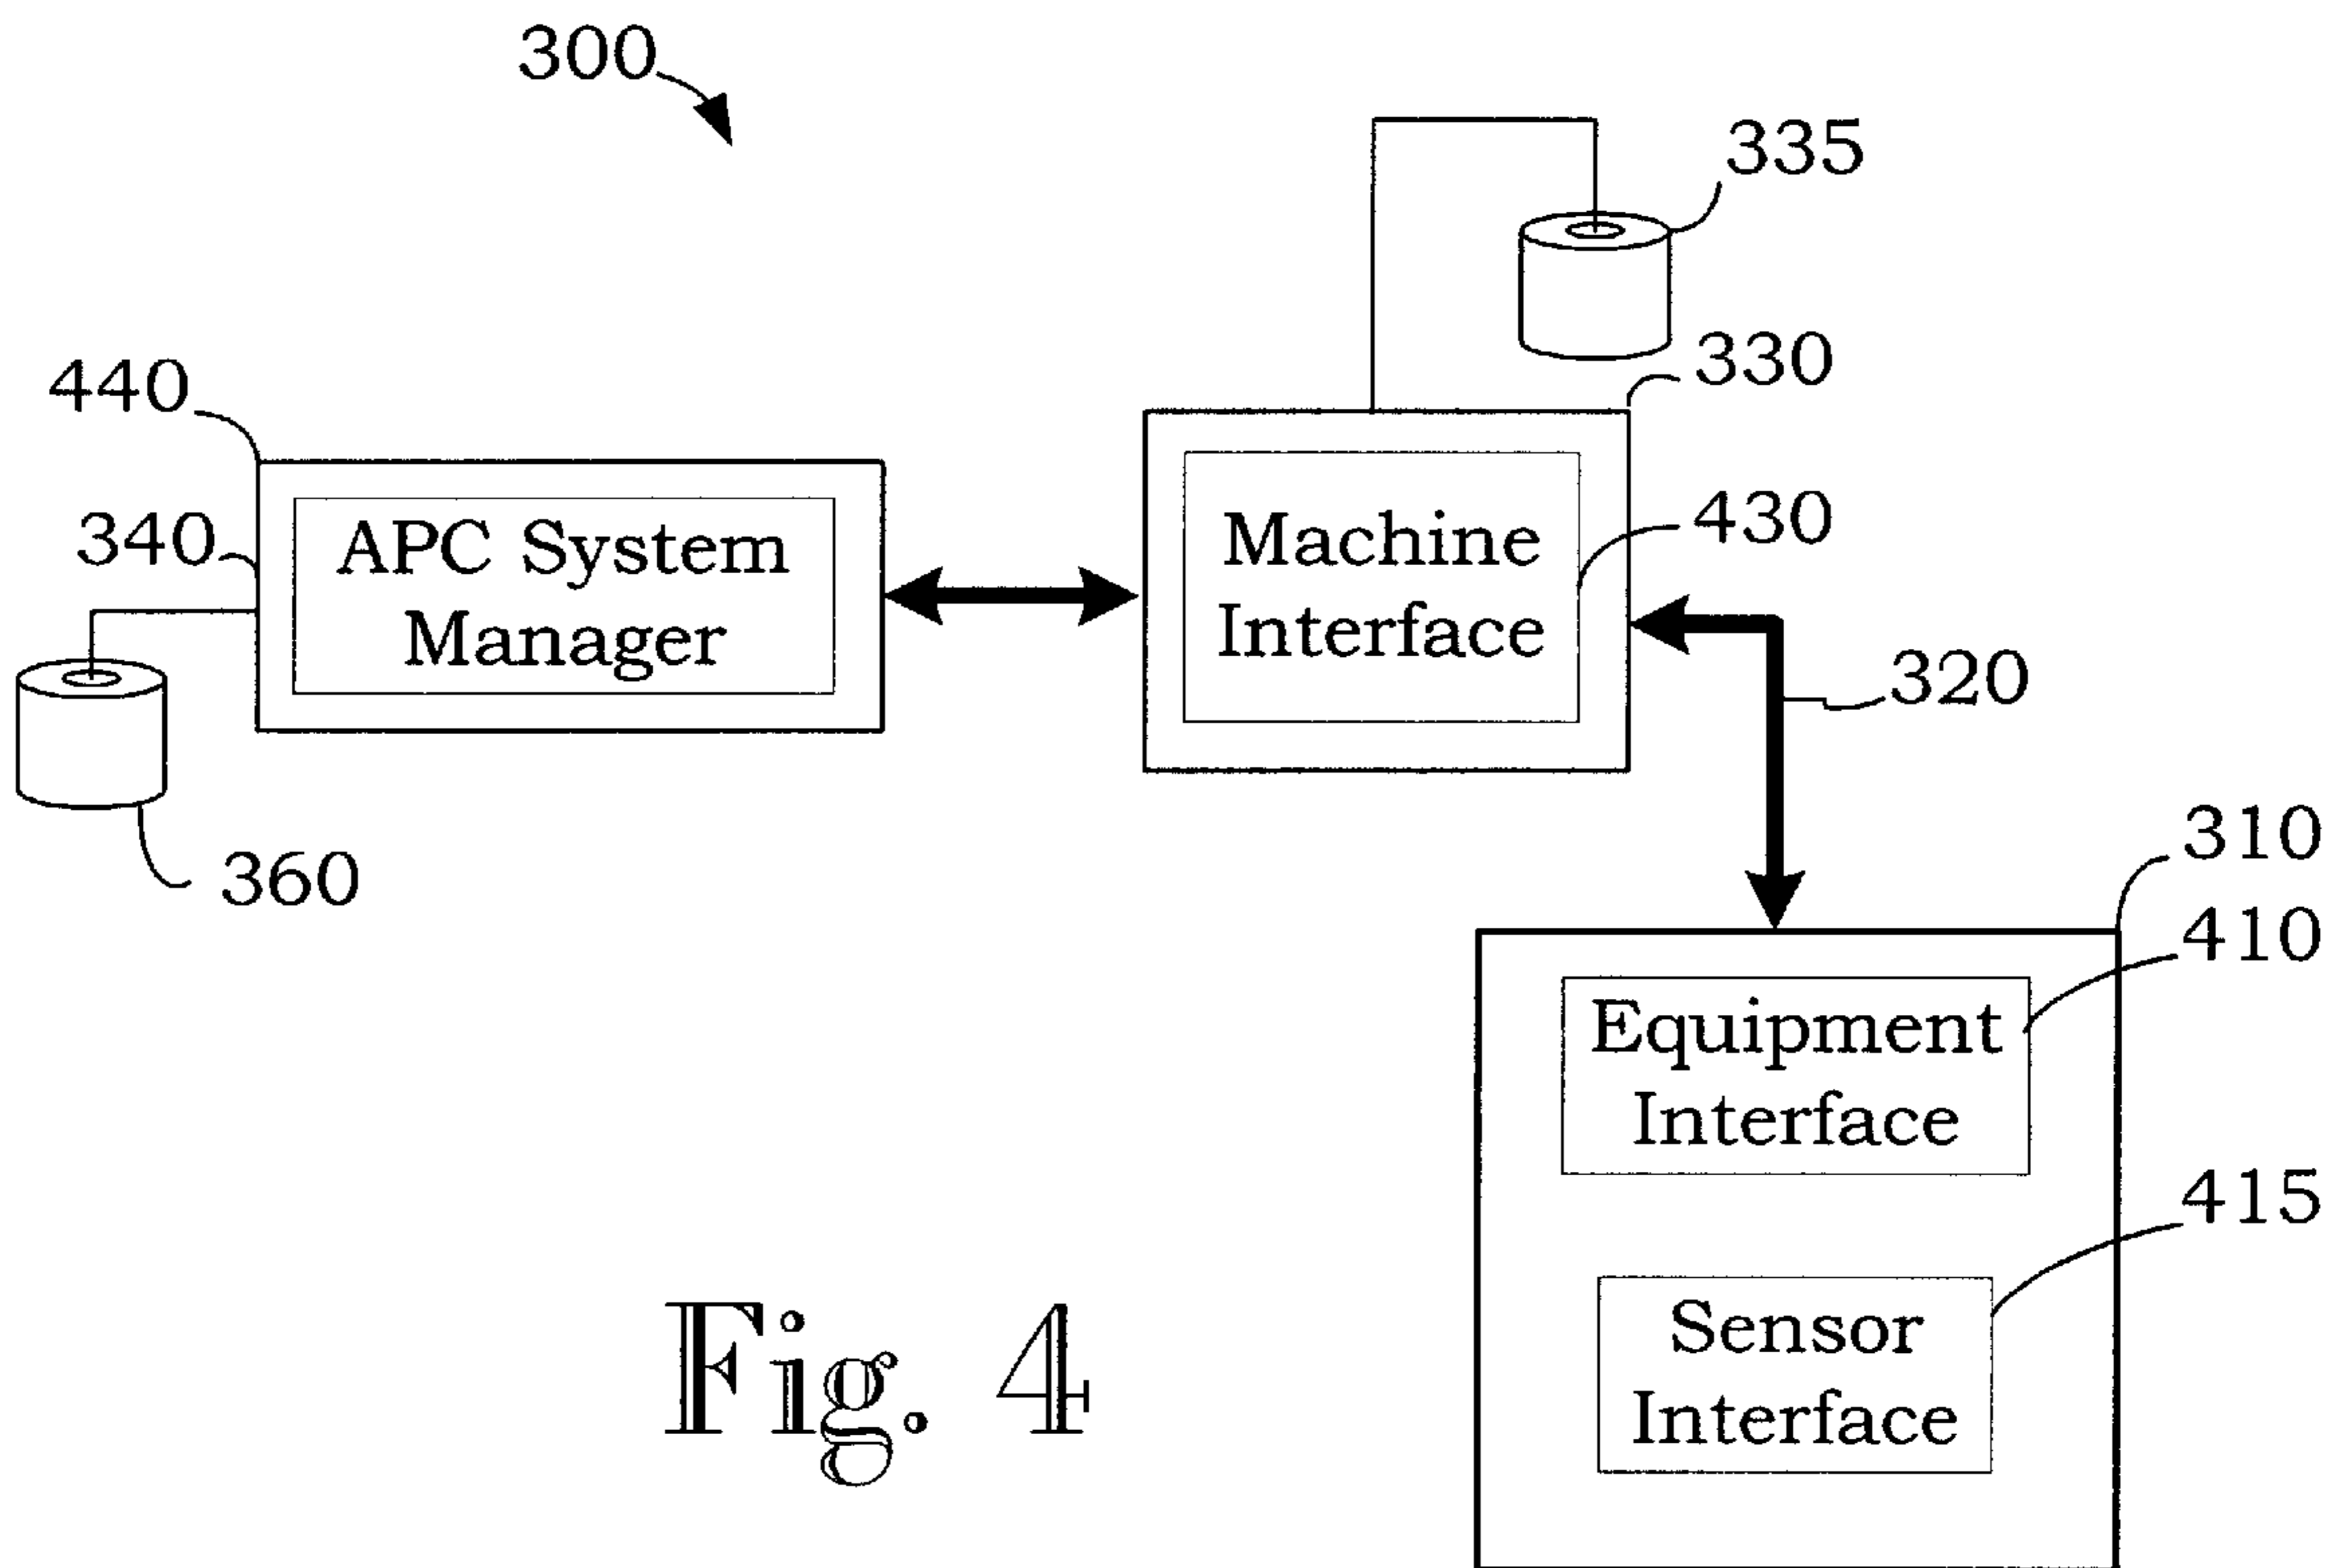 300
335
330
440
340
APC System
Manager
Machine
Interface
430
320
360
310
410
Equipment
Interface
415
Sensor
Interface
Fig. 4